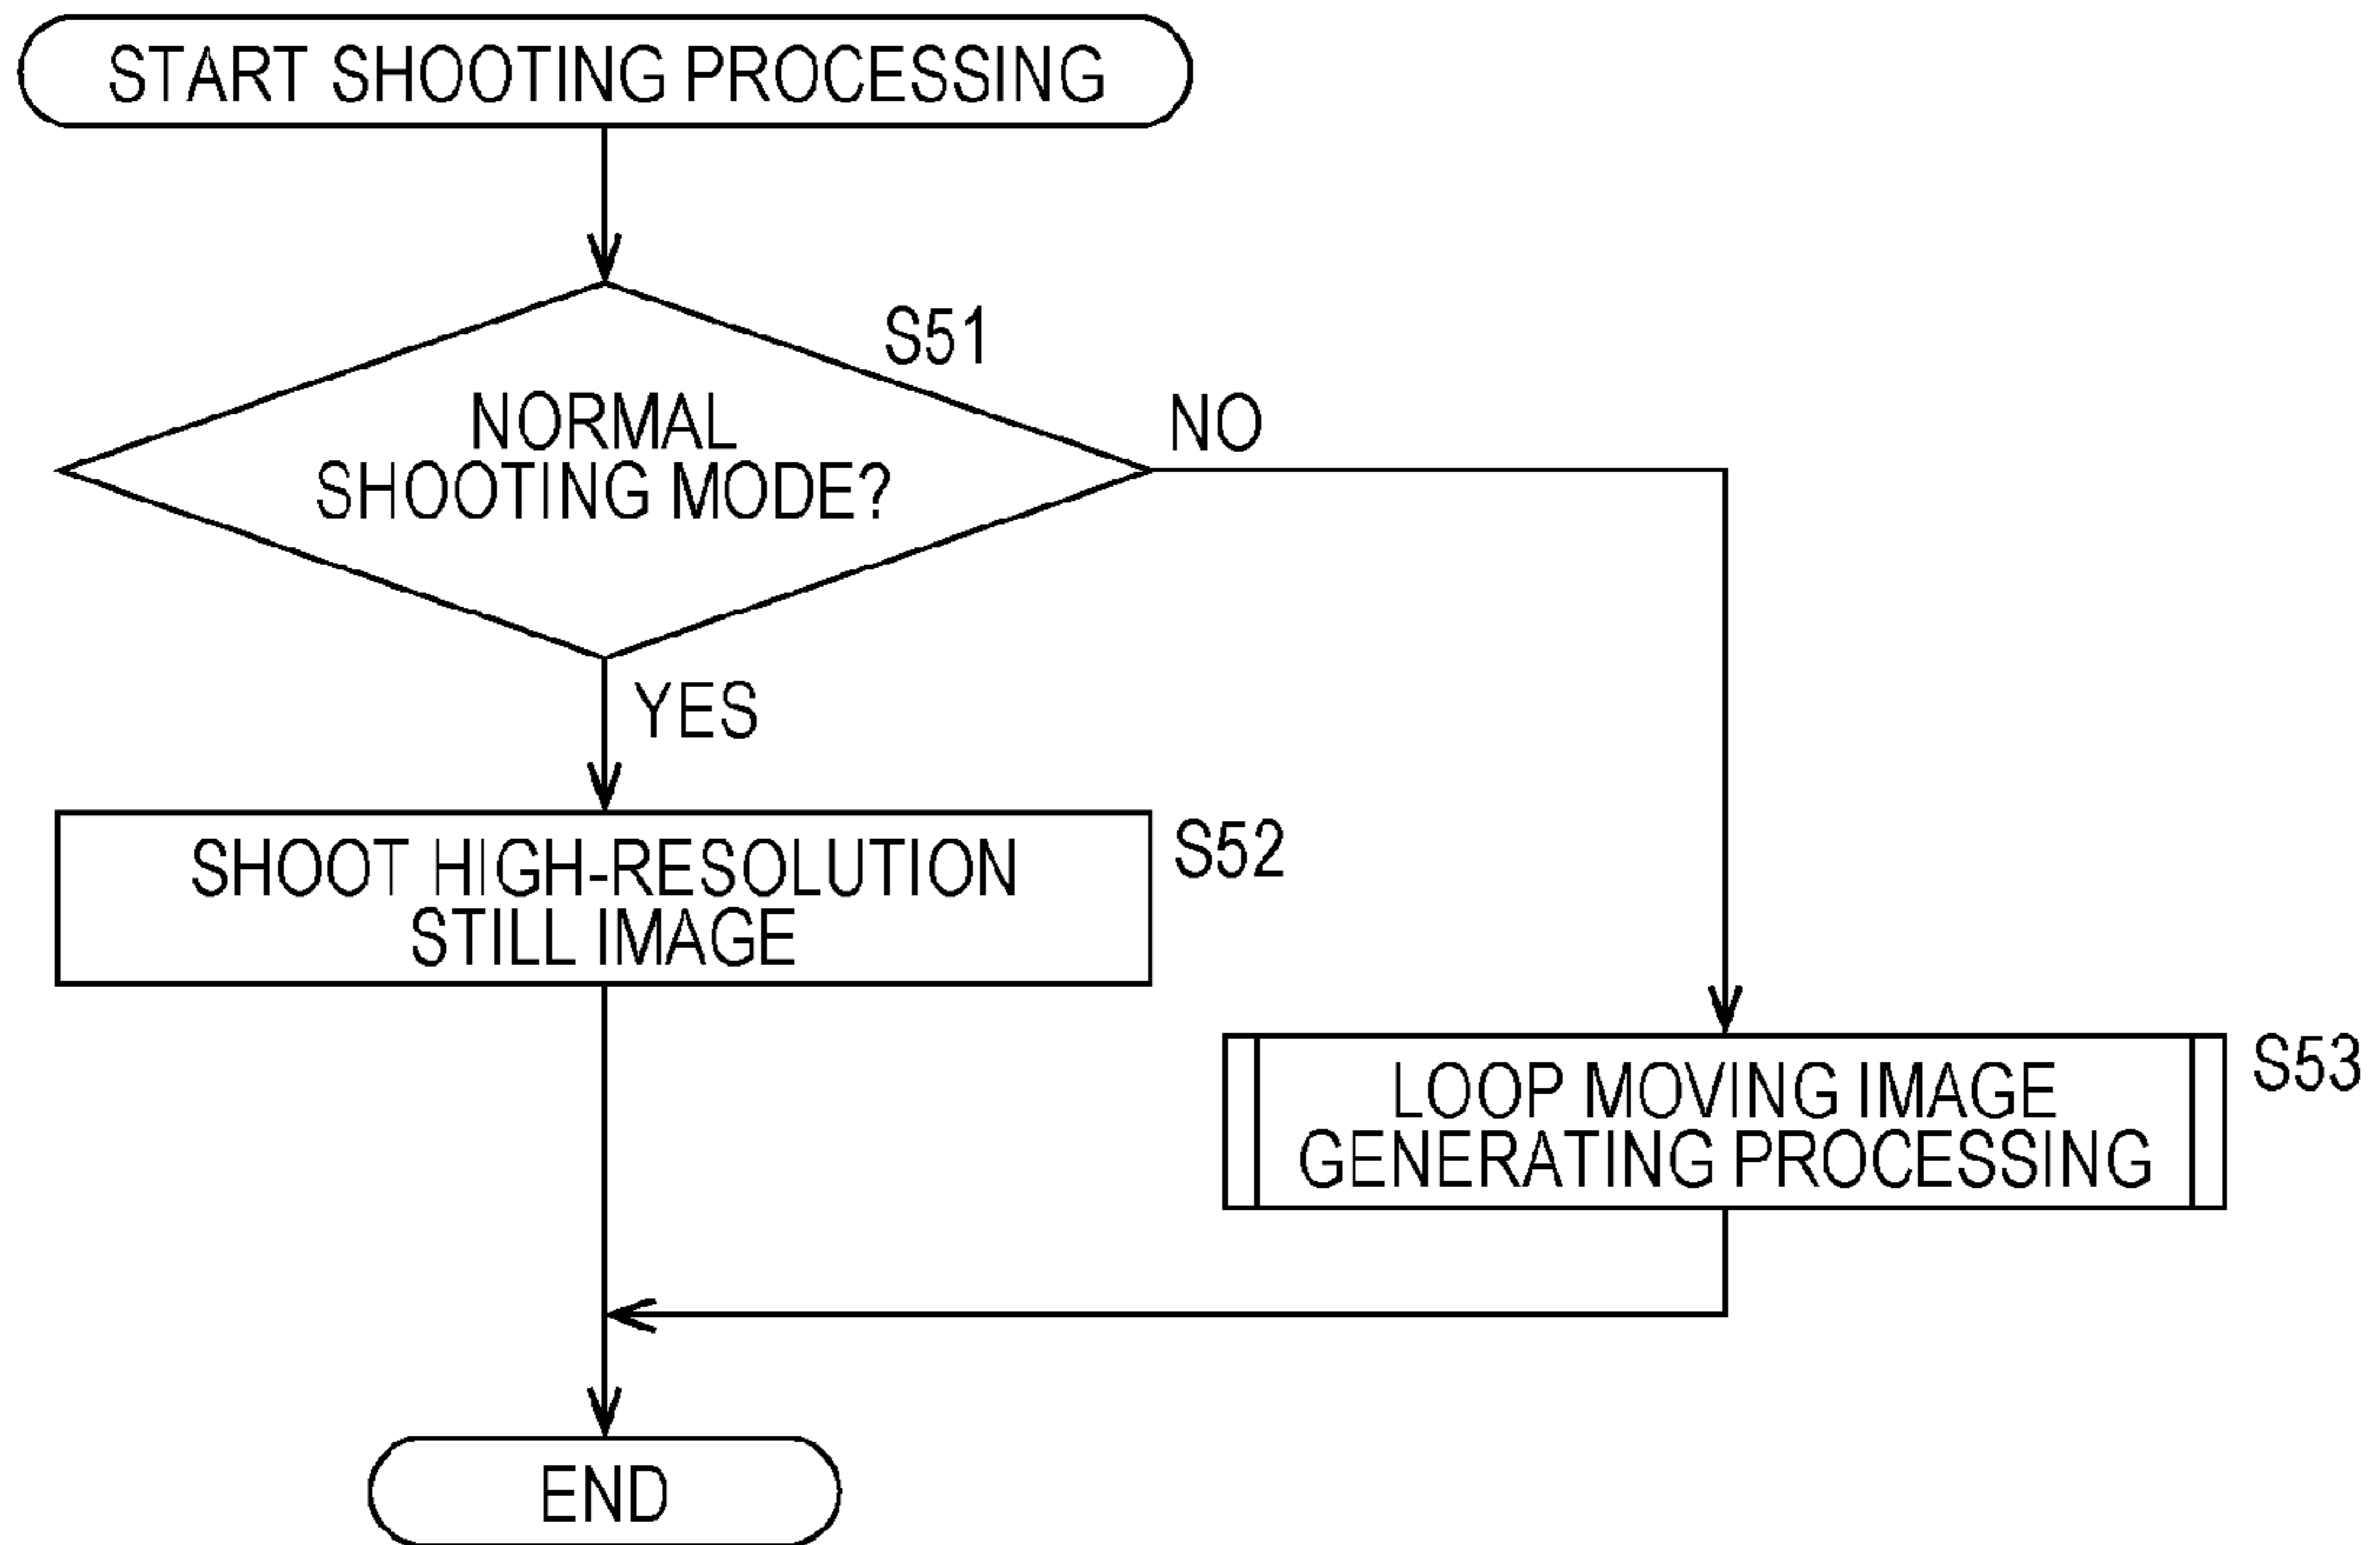 START SHOOTING PROCESSING
S51
NORMAL
SHOOTING MODE?
NO
YES
SHOOT HIGH-RESOLUTION
STILL IMAGE
S52
LOOP MOVING IMAGE
GENERATING PROCESSING
S53
END